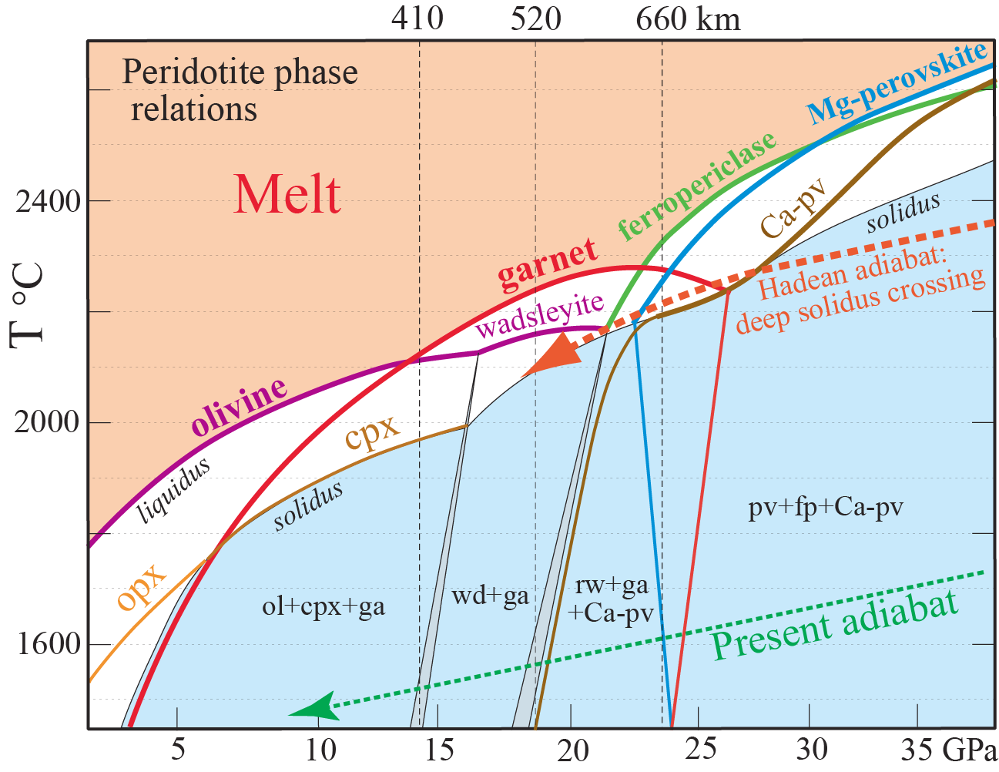 410
520
660 km
Peridotite phase
relations
Melt
Mg-perovskite
ferropericlase
Ca-pv
solidus
garnet
wadsleyite
Hadean adiabat:
deep solidus crossing
olivine
cpx
liquidus
solidus
opx
ol+cpx+ga
wd+ga
rw+ga
+Ca-pv
pv+fp+Ca-pv
Present adiabat
T °C
2400
2000
1600
5
10
15
20
25
30
35 GPa